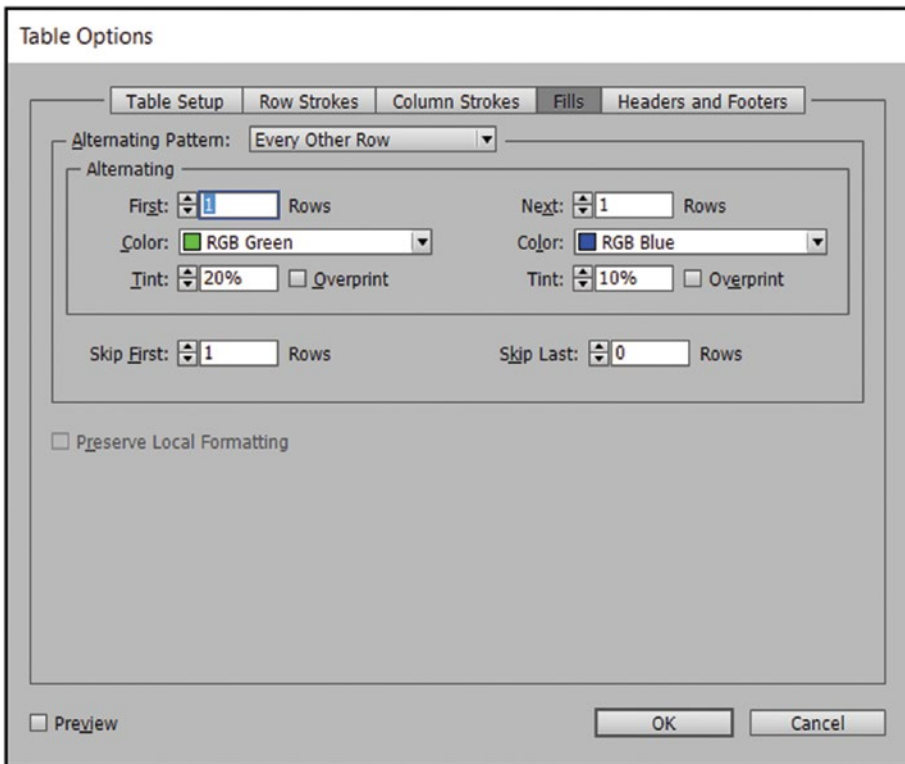 Table Options
Table Setup Row Strokes Column Strokes Fills Headers and Footers
Alternating Pattern: Every Other Row
Alternating
First: 1 Rows Next: 1 Rows
Color: RGB Green Color: RGB Blue
Tint: 20% Overprint Tint: 10% Overprint
Skip First: 1 Rows Skip Last: 0 Rows
Preserve Local Formatting
Preview OK Cancel